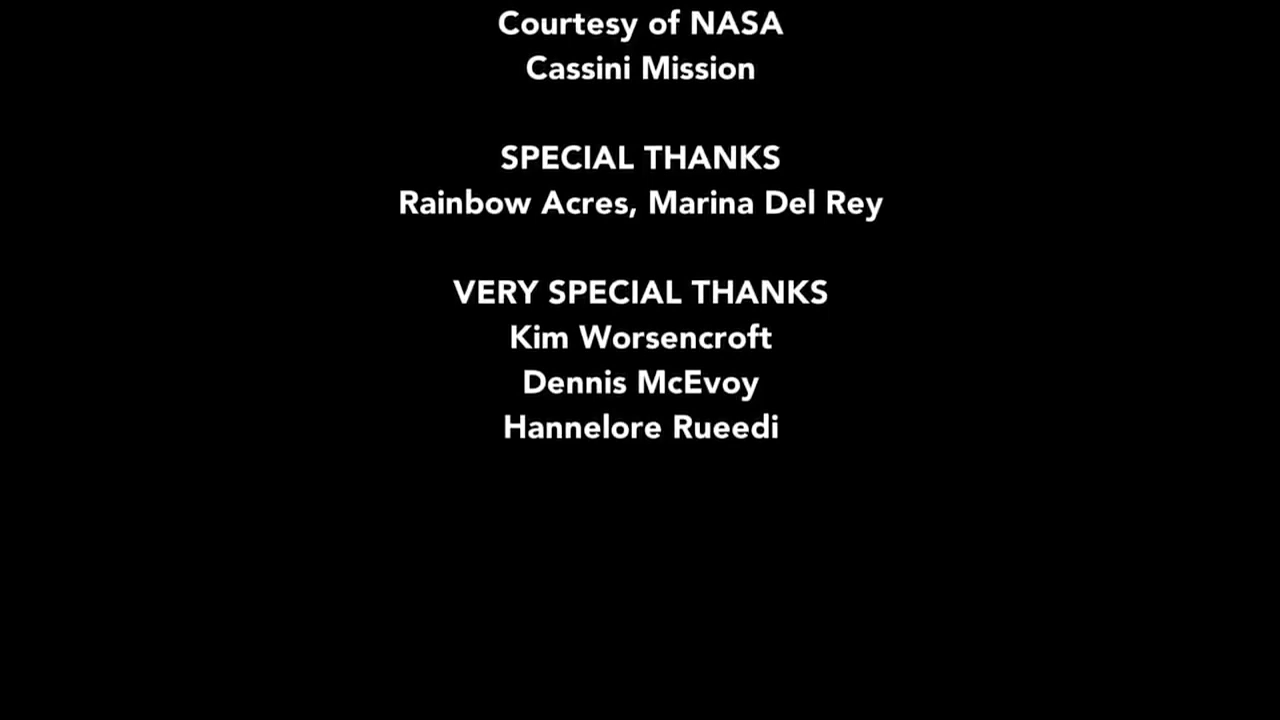 Courtesy of NASA
Cassini Mission
SPECIAL THANKS
Rainbow Acres, Marina Del Rey
VERY SPECIAL THANKS
Kim Worsencroft
Dennis McEvoy
Hannelore Rueedi